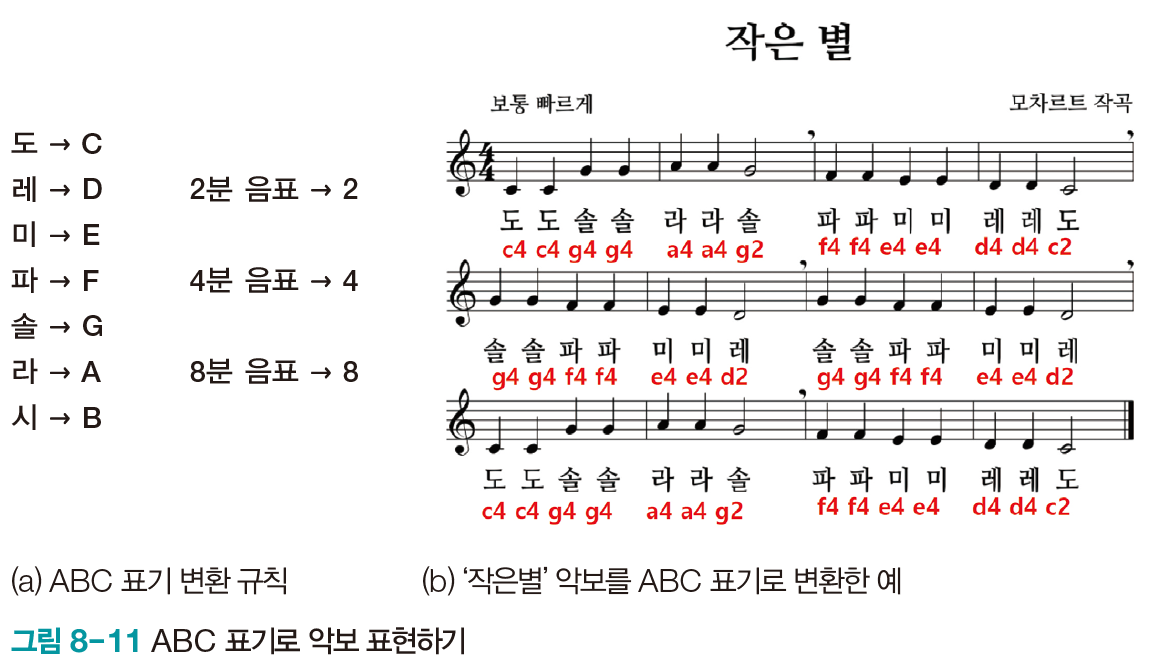 작은 별
보통 빠르게
모차르트 작곡
도 → C
레 → D
2분 음표 → 2
미 → E
파 → F
4분 음표 → 4
솔 → G
라 → A
8분 음표 → 8
시 → B
4
4
도 도 솔 솔 라 라 솔 파 파 미 미 레 레 도
c4 c4 g4 g4 a4 a4 g2 f4 f4 e4 e4 d4 d4 c2
솔 솔 파 파 미 미 레 솔 솔 파 파 미 미 레
g4 g4 f4 f4 e4 e4 d2 g4 g4 f4 f4 e4 e4 d2
도 도 솔 솔 라 라 솔 파 파 미 미 레 레 도
c4 c4 g4 g4 a4 a4 g2 f4 f4 e4 e4 d4 d4 c2
(a) ABC 표기 변환 규칙
(b) ‘작은별’ 악보를 ABC 표기로 변환한 예
그림 8-11 ABC 표기로 악보 표현하기